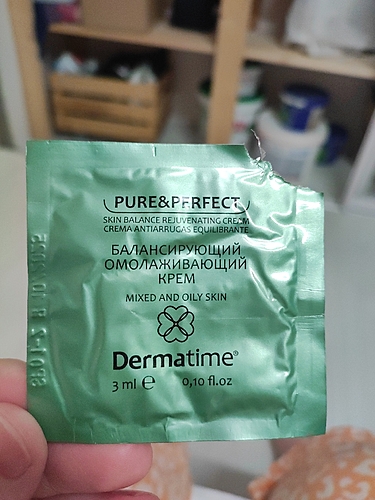 PURE&PERFECT
SKIN BALANCE REJUVENATING CREAM
CREMA ANTIARRUGAS EQUILIBRANTE
БАЛАНСИРУЮЩИЙ
ОМОЛАЖИВАЮЩИЙ
КРЕМ
MIXED AND OILY SKIN
Dermatime®
3 ml e 0,10 fl.oz